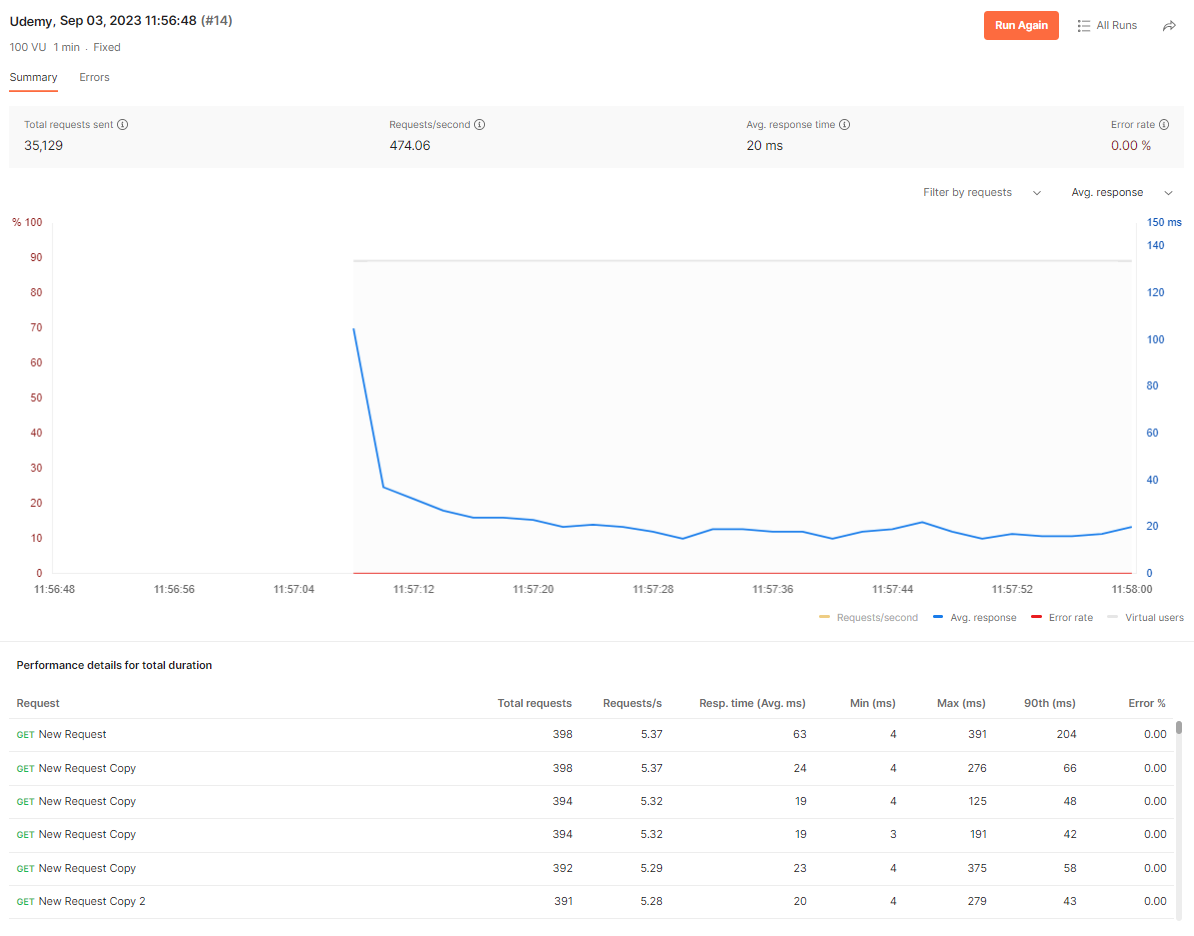 Udemy, Sep 03, 2023 11:56:48 (#14)
Run Again
All Runs
100 VU 1 min . Fixed
Summary Errors
Total requests sent Requests/second Avg. response time Error rate
35,129 474.06 20 ms 0.00 %
Filter by requests Avg. response
% 100 150 ms
140
90
80 120
70
100
60
80
50
40 60
30
40
20
20
10
0 0
11:56:48 11:56:56 11:57:04 11:57:12 11:57:20 11:57:28 11:57:36 11:57:44 11:57:52 11:58:00
Requests/second Avg. response Error rate Virtual users
Performance details for total duration
Request Total requests Requests/s Resp. time (Avg. ms) Min (ms) Max (ms) 90th (ms) Error %
GET New Request 398 5.37 63 4 391 204 0.00
GET New Request Copy 398 5.37 24 4 276 66 0.00
GET New Request Copy 394 5.32 19 4 125 48 0.00
GET New Request Copy 394 5.32 19 3 191 42 0.00
GET New Request Copy 392 5.29 23 4 375 58 0.00
GET New Request Copy 2 391 5.28 20 4 279 43 0.00